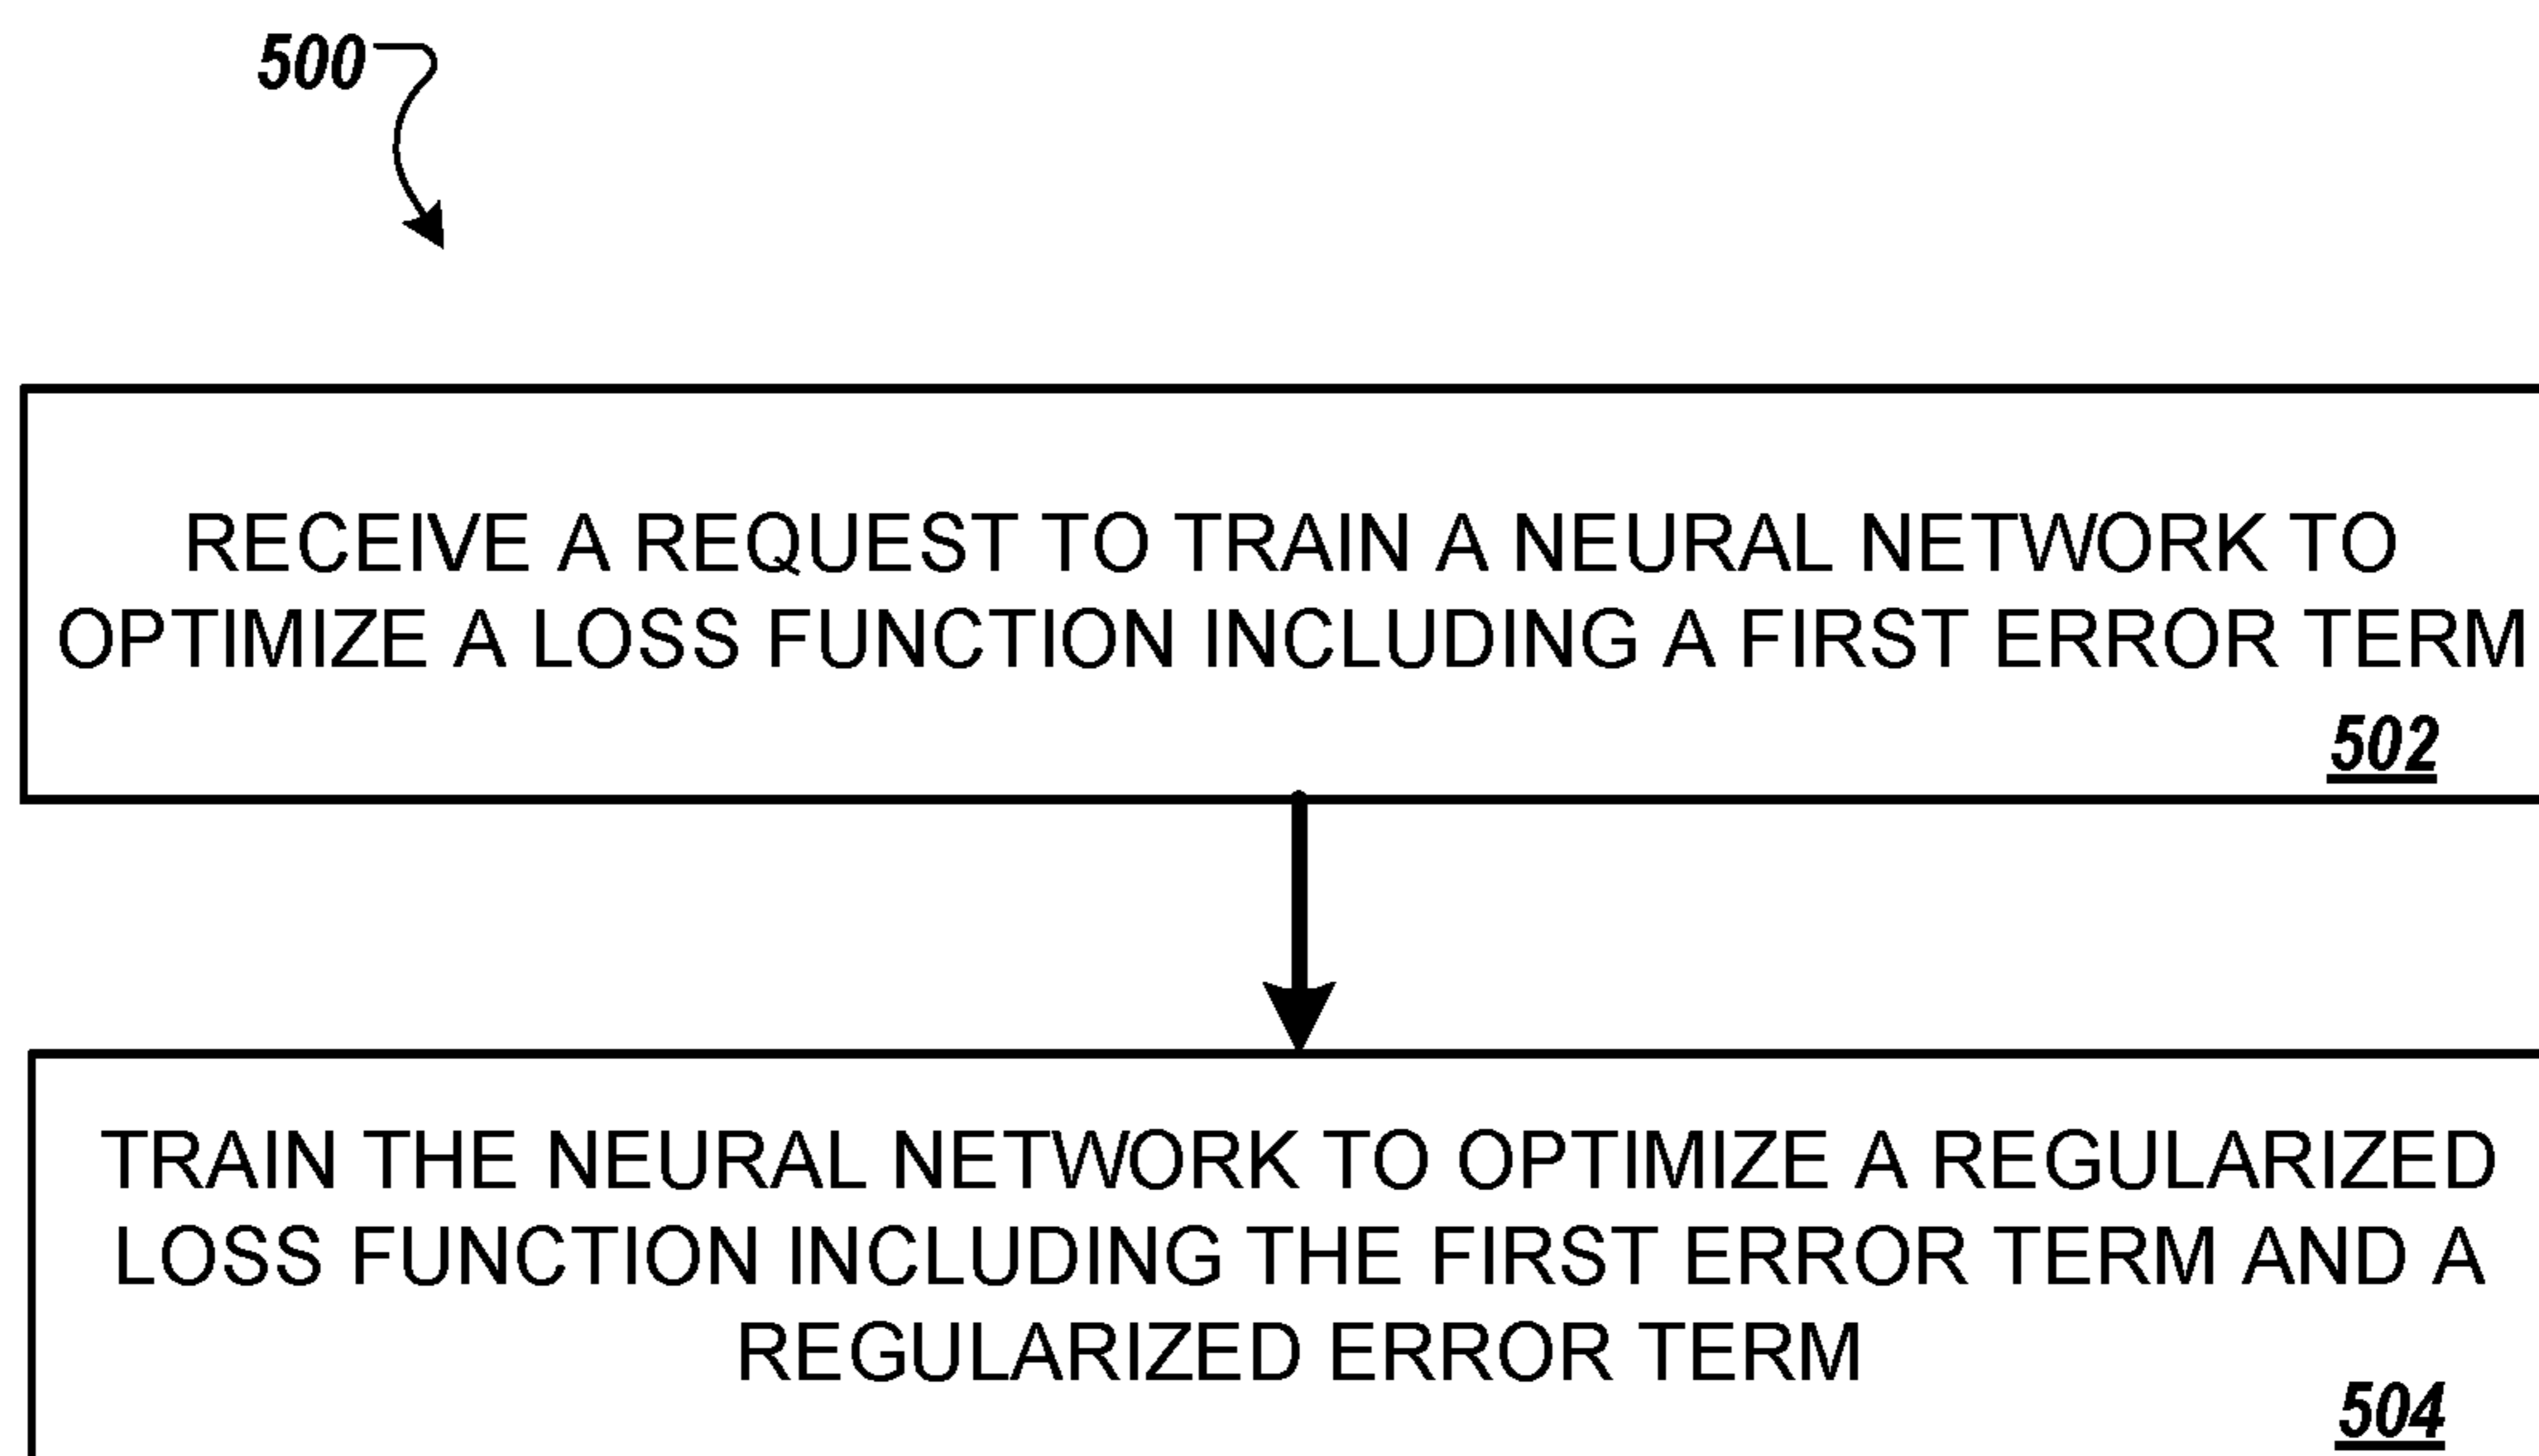 500
RECEIVE A REQUEST TO TRAIN A NEURAL NETWORK TO
OPTIMIZE A LOSS FUNCTION INCLUDING A FIRST ERROR TERM
502
TRAIN THE NEURAL NETWORK TO OPTIMIZE A REGULARIZED
LOSS FUNCTION INCLUDING THE FIRST ERROR TERM AND A
REGULARIZED ERROR TERM
504